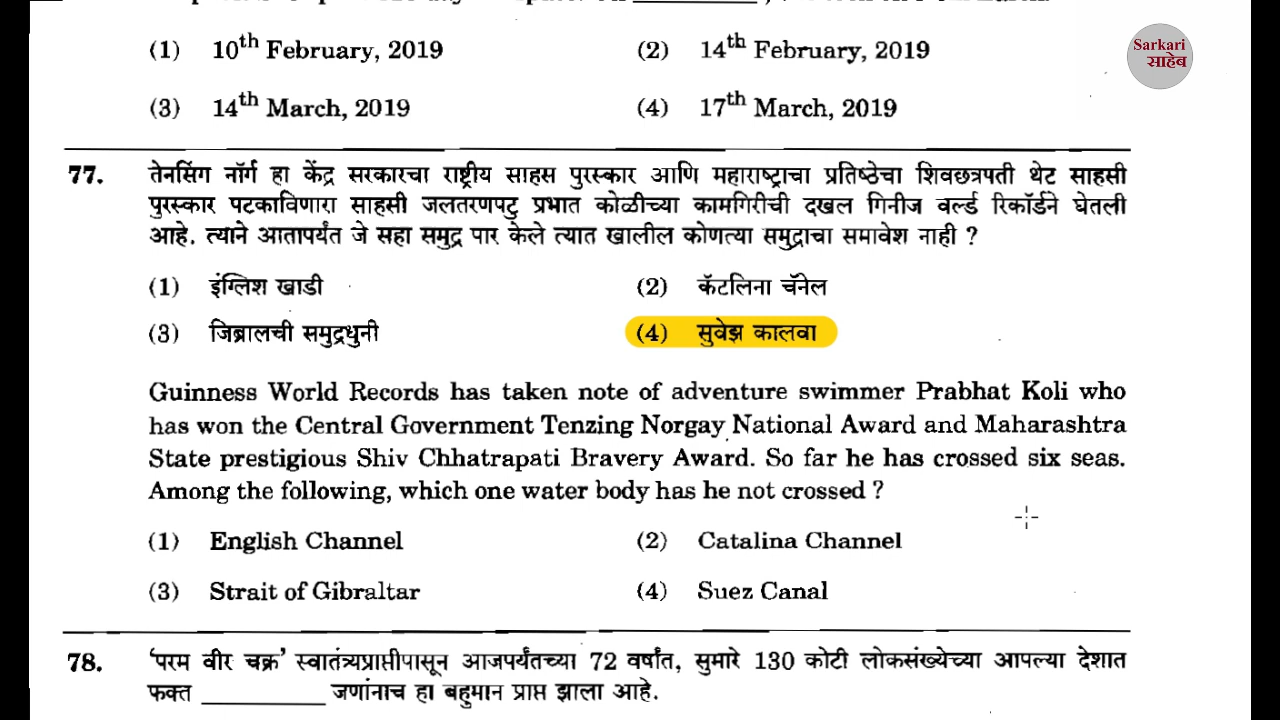 (1) 10th February, 2019 (2) 14th February, 2019
Sarkari
साहेब
(3) 14th March, 2019 (4) 17th March, 2019
77. तेनसिंग नॉर्ग हा केंद्र सरकारचा राष्ट्रीय साहस पुरस्कार आणि महाराष्ट्राचा प्रतिष्ठेचा शिवछत्रपती थेट साहसी
पुरस्कार पटकाविणारा साहसी जलतरणपटु प्रभात कोळीच्या कामगिरीची दखल गिनीज वर्ल्ड रिकॉर्डने घेतली
आहे. त्याने आतापर्यंत जे सहा समुद्र पार केले त्यात खालील कोणत्या समुद्राचा समावेश नाही ?
(1) इंग्लिश खाडी (2) कॅटलिना चॅनेल
(3) जिब्रालची समुद्रधुनी (4) सुवेझ कालवा
Guinness World Records has taken note of adventure swimmer Prabhat Koli who
has won the Central Government Tenzing Norgay National Award and Maharashtra
State prestigious Shiv Chhatrapati Bravery Award. So far he has crossed six seas.
Among the following, which one water body has he not crossed ?
(1) English Channel (2) Catalina Channel
(3) Strait of Gibraltar (4) Suez Canal
78. 'परम वीर चक्र' स्वातंत्र्यप्राप्तीपासून आजपर्यंतच्या 72 वर्षांत, सुमारे 130 कोटी लोकसंख्येच्या आपल्या देशात
फक्त ____________ जणांनाच हा बहुमान प्राप्त झाला आहे.